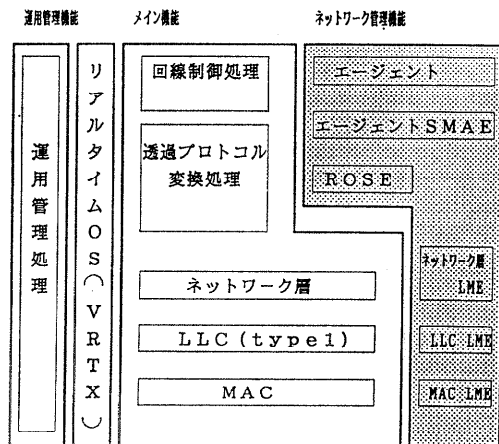 運用管理機能
メイン機能
ネットワーク管理機能
運用管理処理
リアルタイムOS(VRTX)
回線制御処理
透過プロトコル
変換処理
ネットワーク層
LLC(type1)
MAC
エージェント
エージェントSMAE
ROSE
ネットワーク層
LME
LLC LME
MAC LME